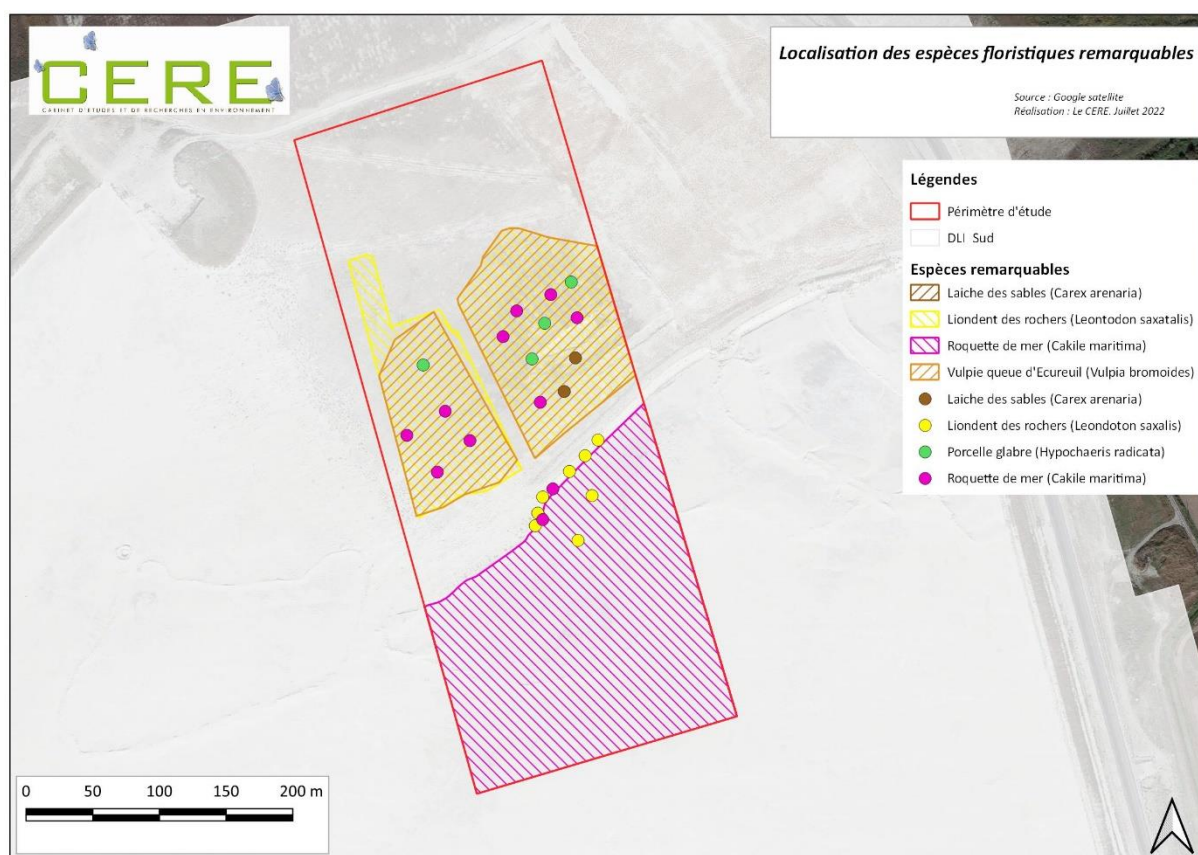 CERE
CABINET D'ETUDES ET DE RECHERCHES EN ENVIRONNEMENT
Localisation des espèces floristiques remarquables
Source : Google satellite
Réalisation : Le CERE. Juillet 2022
Légendes
Périmètre d'étude
DLI Sud
Espèces remarquables
Laiche des sables (Carex arenaria)
Liondent des rochers (Leontodon saxatalis)
Roquette de mer (Cakile maritima)
Vulpie queue d'Ecureuil (Vulpia bromoides)
Laiche des sables (Carex arenaria)
Liondent des rochers (Leondoton saxalis)
Porcelle glabre (Hypochaeris radicata)
Roquette de mer (Cakile maritima)
0 50 100 150 200 m